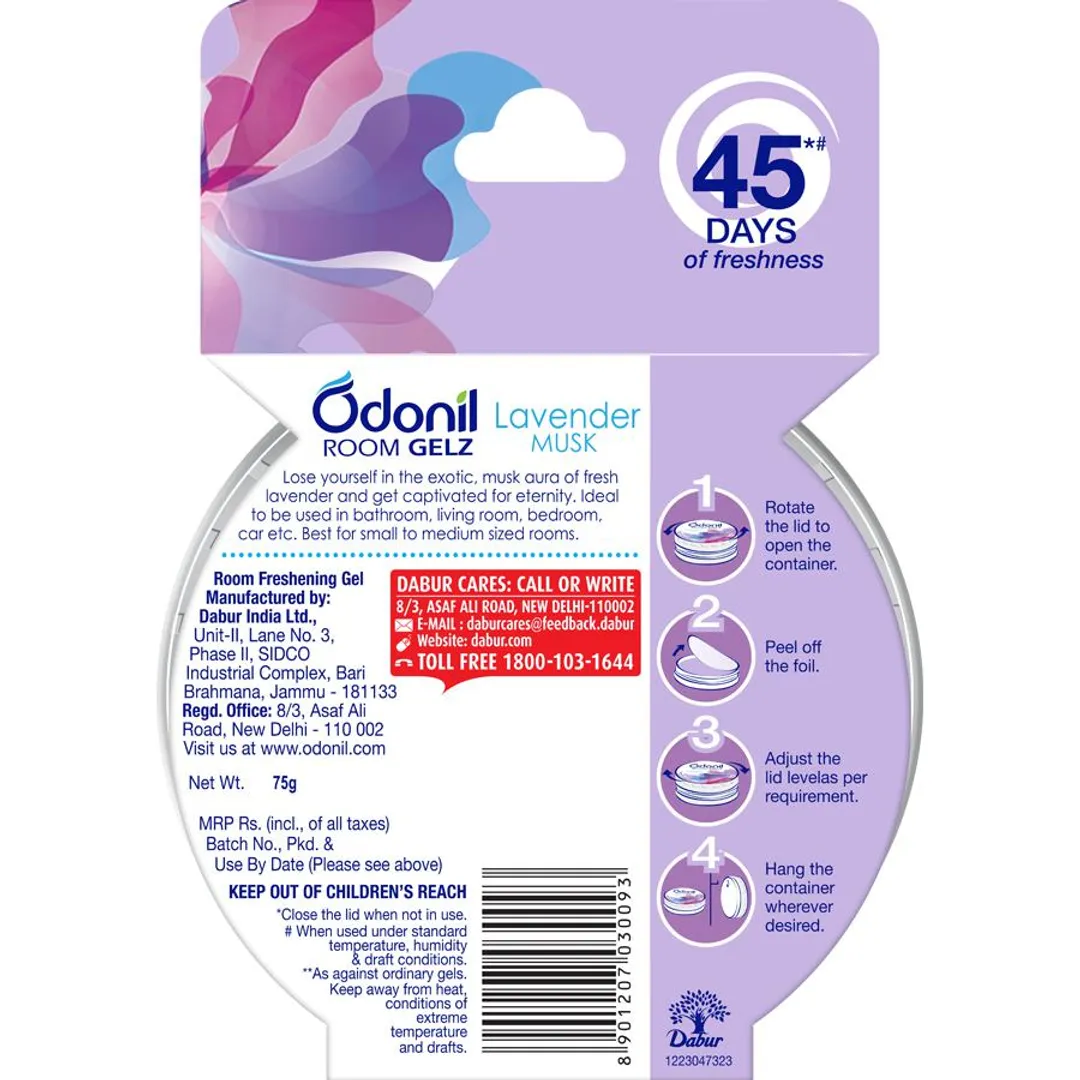 45*#
DAYS
of freshness
Odonil
ROOM GELZ
Lavender
MUSK
Lose yourself in the exotic, musk aura of fresh
lavender and get captivated for eternity. Ideal
to be used in bathroom, living room, bedroom,
car etc. Best for small to medium sized rooms.
Room Freshening Gel
Manufactured by:
Dabur India Ltd.,
Unit-II, Lane No. 3,
Phase II, SIDCO
Industrial Complex, Bari
Brahmana, Jammu - 181133
Regd. Office: 8/3, Asaf Ali
Road, New Delhi - 110 002
Visit us at www.odonil.com
DABUR CARES: CALL OR WRITE
8/3, ASAF ALI ROAD, NEW DELHI-110002
E-MAIL : daburcares@feedback.dabur
Website: dabur.com
TOLL FREE 1800-103-1644
Net Wt. 75g
MRP Rs. (incl., of all taxes)
Batch No., Pkd. &
Use By Date (Please see above)
KEEP OUT OF CHILDREN'S REACH
*Close the lid when not in use.
# When used under standard
temperature, humidity
& draft conditions.
**As against ordinary gels.
Keep away from heat,
conditions of
extreme
temperature
and drafts.
8 901207 030093
1
Odonil
Rotate
the lid to
open the
container.
2
Peel off
the foil.
3
Odonil
Adjust the
lid levelas per
requirement.
4
Odonil
Hang the
container
wherever
desired.
Dabur
1223047323